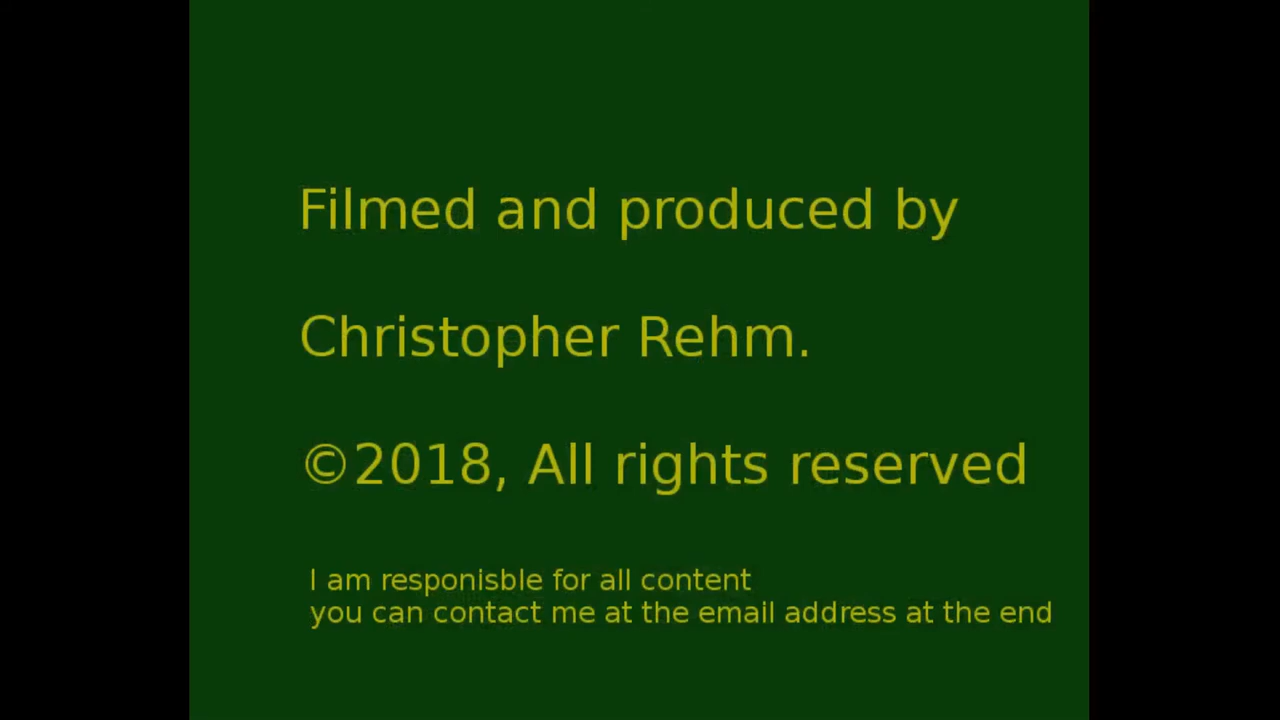 Filmed and produced by
Christopher Rehm.
©2018, All rights reserved
I am responisble for all content
you can contact me at the email address at the end